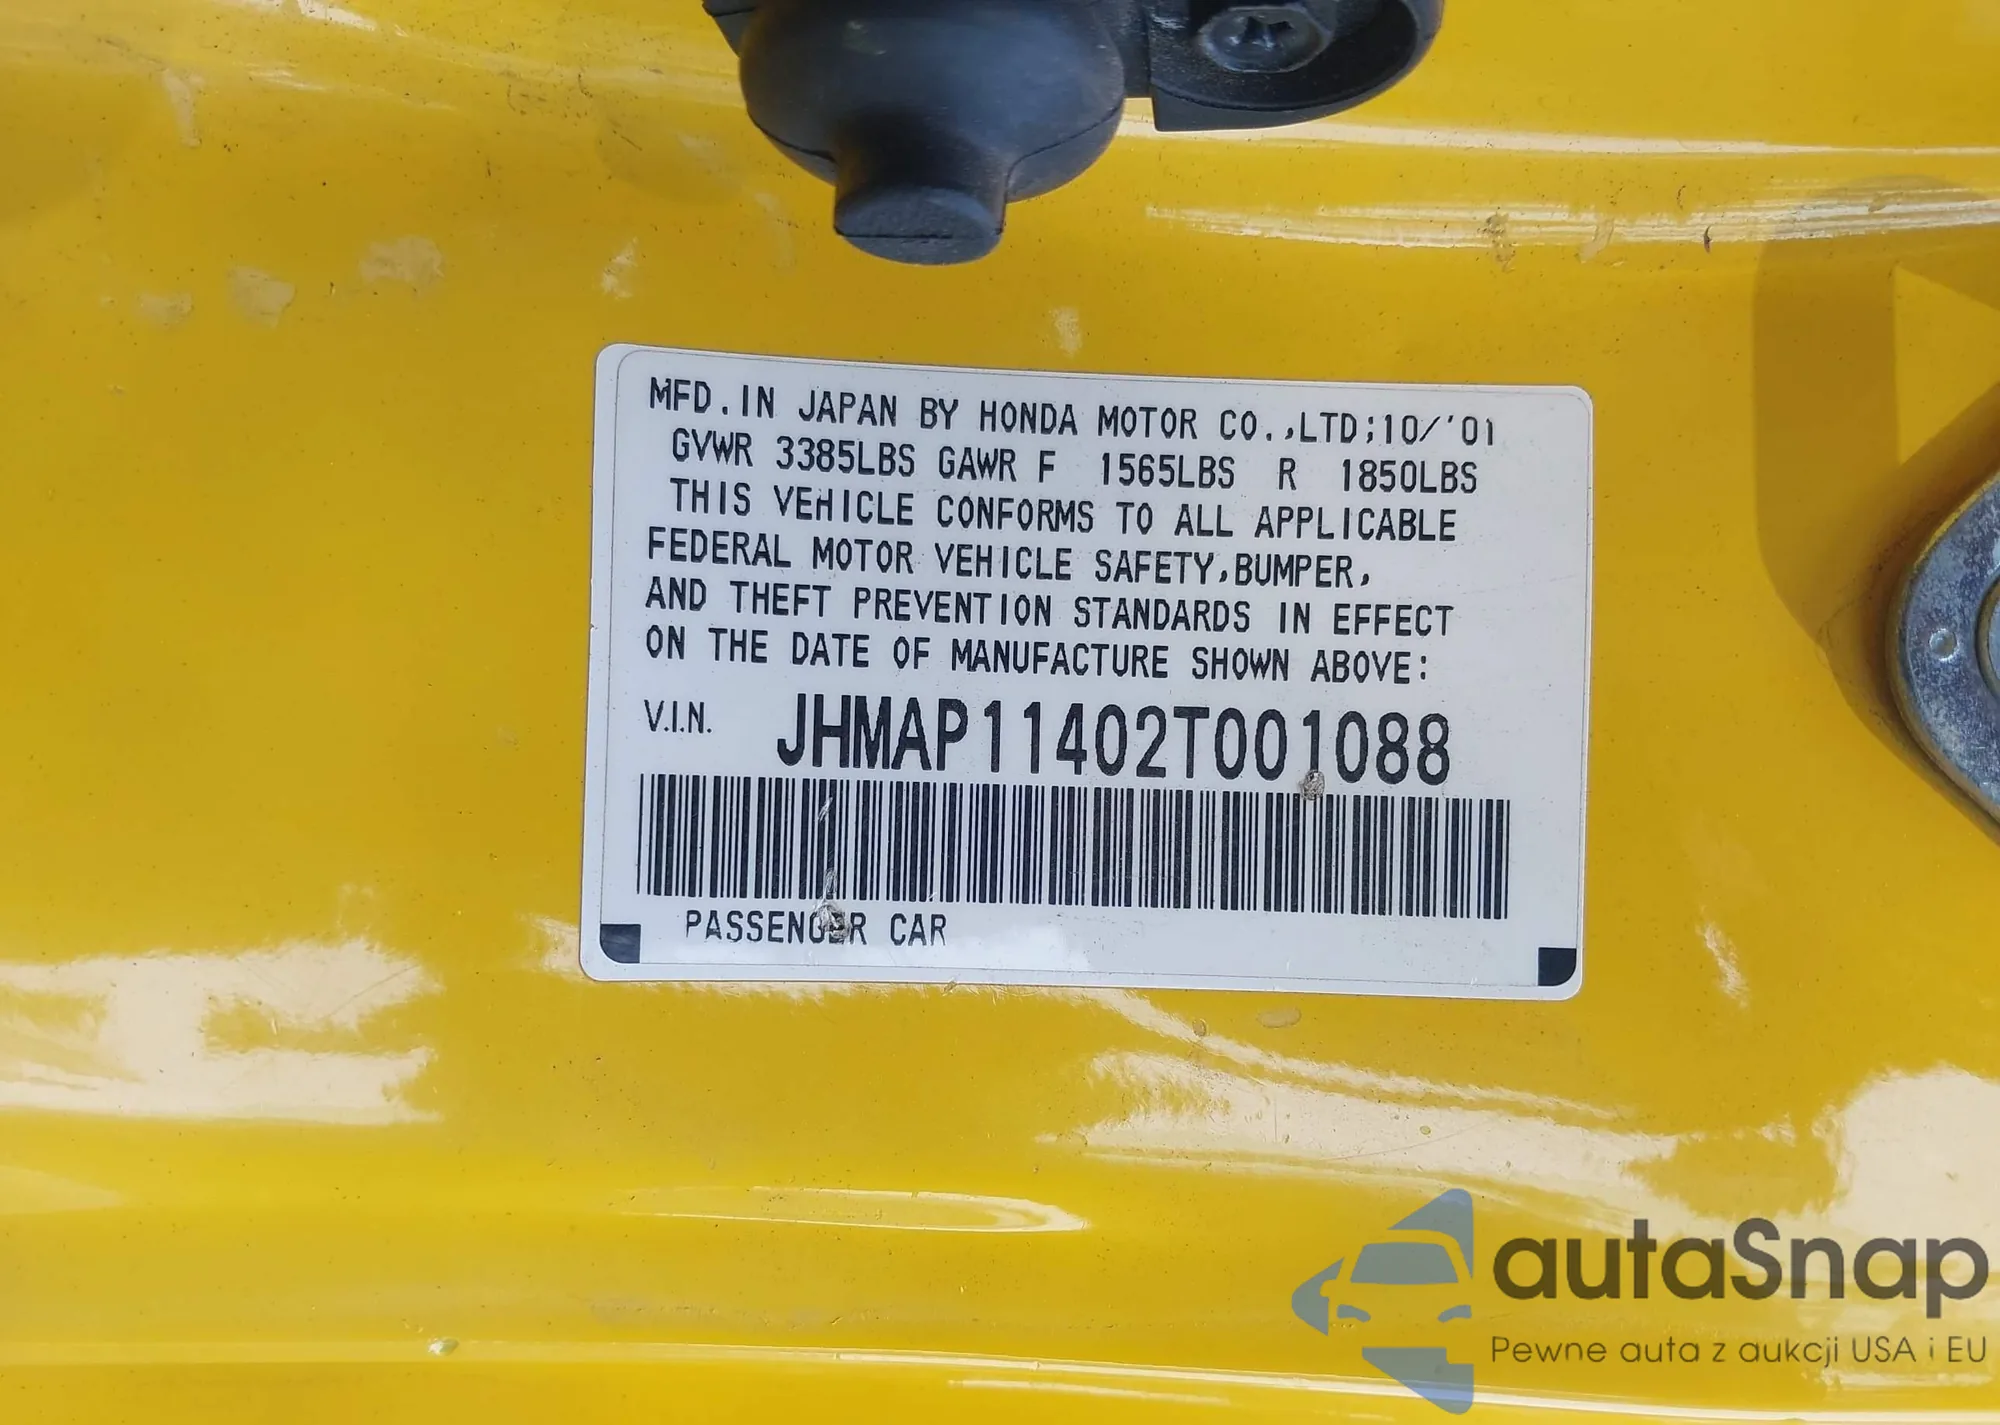 MFD. IN JAPAN BY HONDA MOTOR CO.,LTD;10/'01
GVWR 3385LBS GAWR F 1565LBS R 1850LBS
THIS VEHICLE CONFORMS TO ALL APPLICABLE
FEDERAL MOTOR VEHICLE SAFETY,BUMPER,
AND THEFT PREVENTION STANDARDS IN EFFECT
ON THE DATE OF MANUFACTURE SHOWN ABOVE:
V.I.N. JHMAP11402T001088
PASSENGER CAR
autaSnap
Pewne auta z aukcji USA i EU